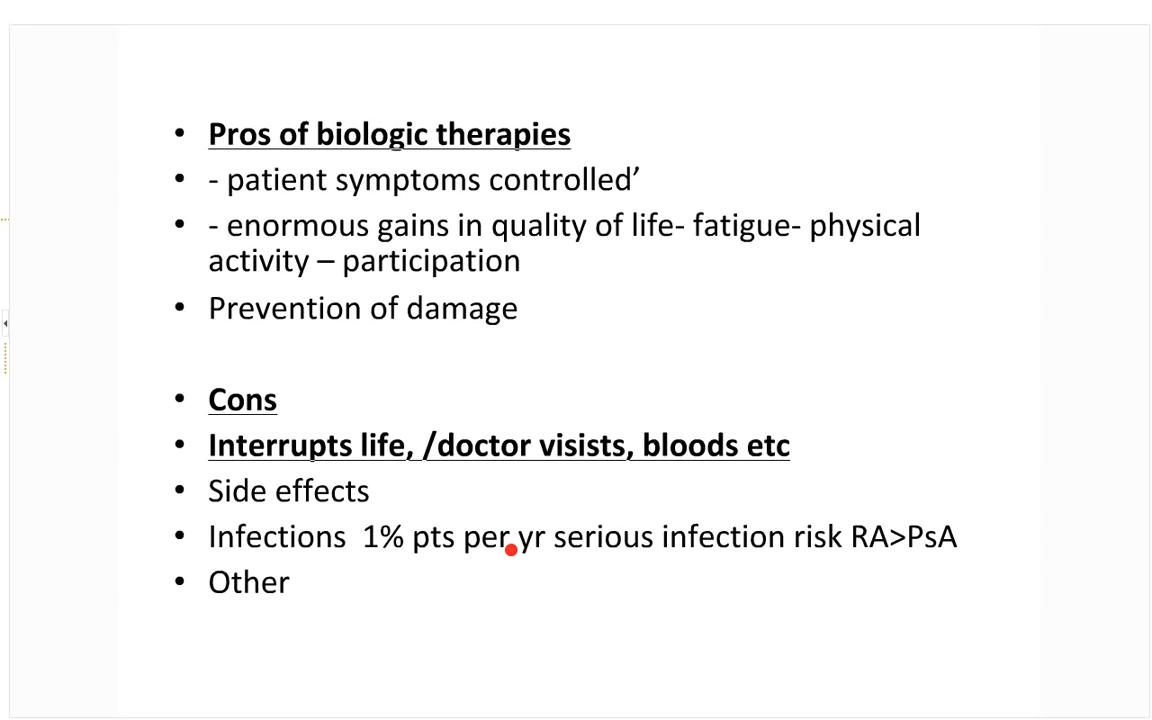 • Pros of biologic therapies
• - patient symptoms controlled’
• - enormous gains in quality of life- fatigue- physical
activity – participation
• Prevention of damage
• Cons
• Interrupts life, /doctor visists, bloods etc
• Side effects
• Infections  1% pts per yr serious infection risk RA>PsA
• Other